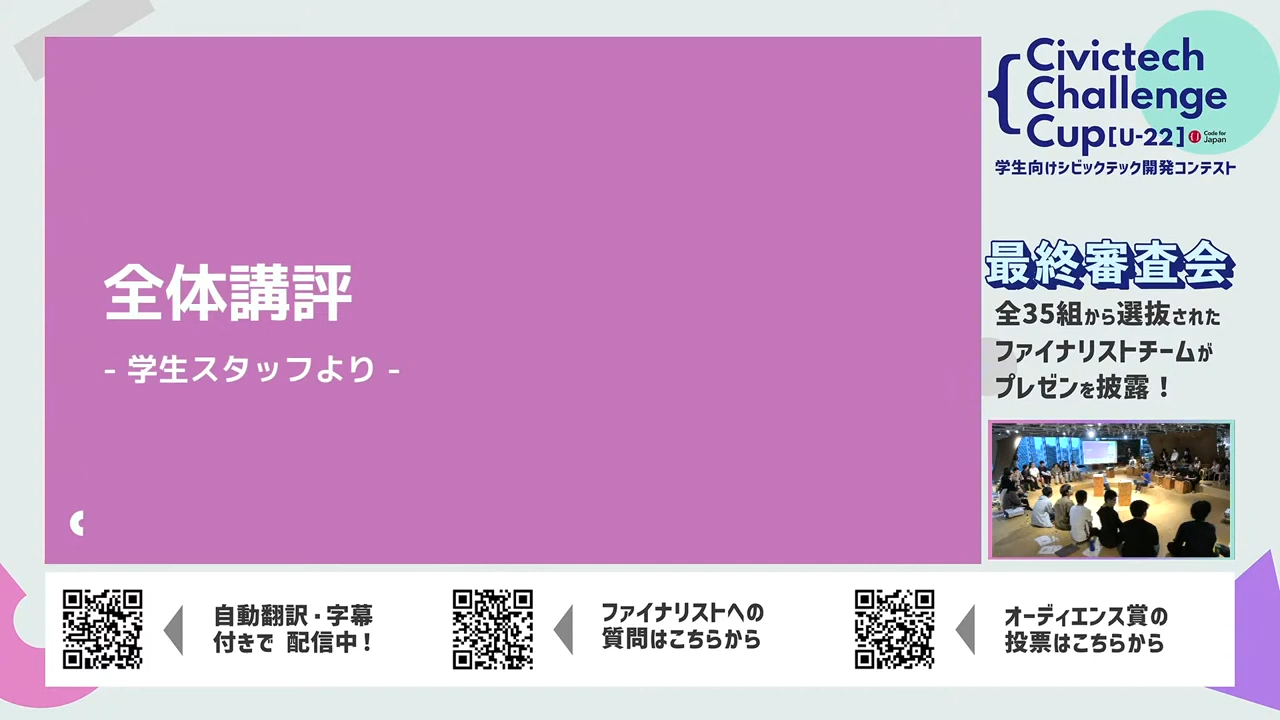 全体講評
- 学生スタッフより -
Civictech
Challenge
Cup[U-22]
Code for
Japan
学生向けシビックテック開発コンテスト
最終審査会
全35組から選抜された
ファイナリストチームが
プレゼンを披露！
自動翻訳・字幕
付きで 配信中！
ファイナリストへの
質問はこちらから
オーディエンス賞の
投票はこちらから